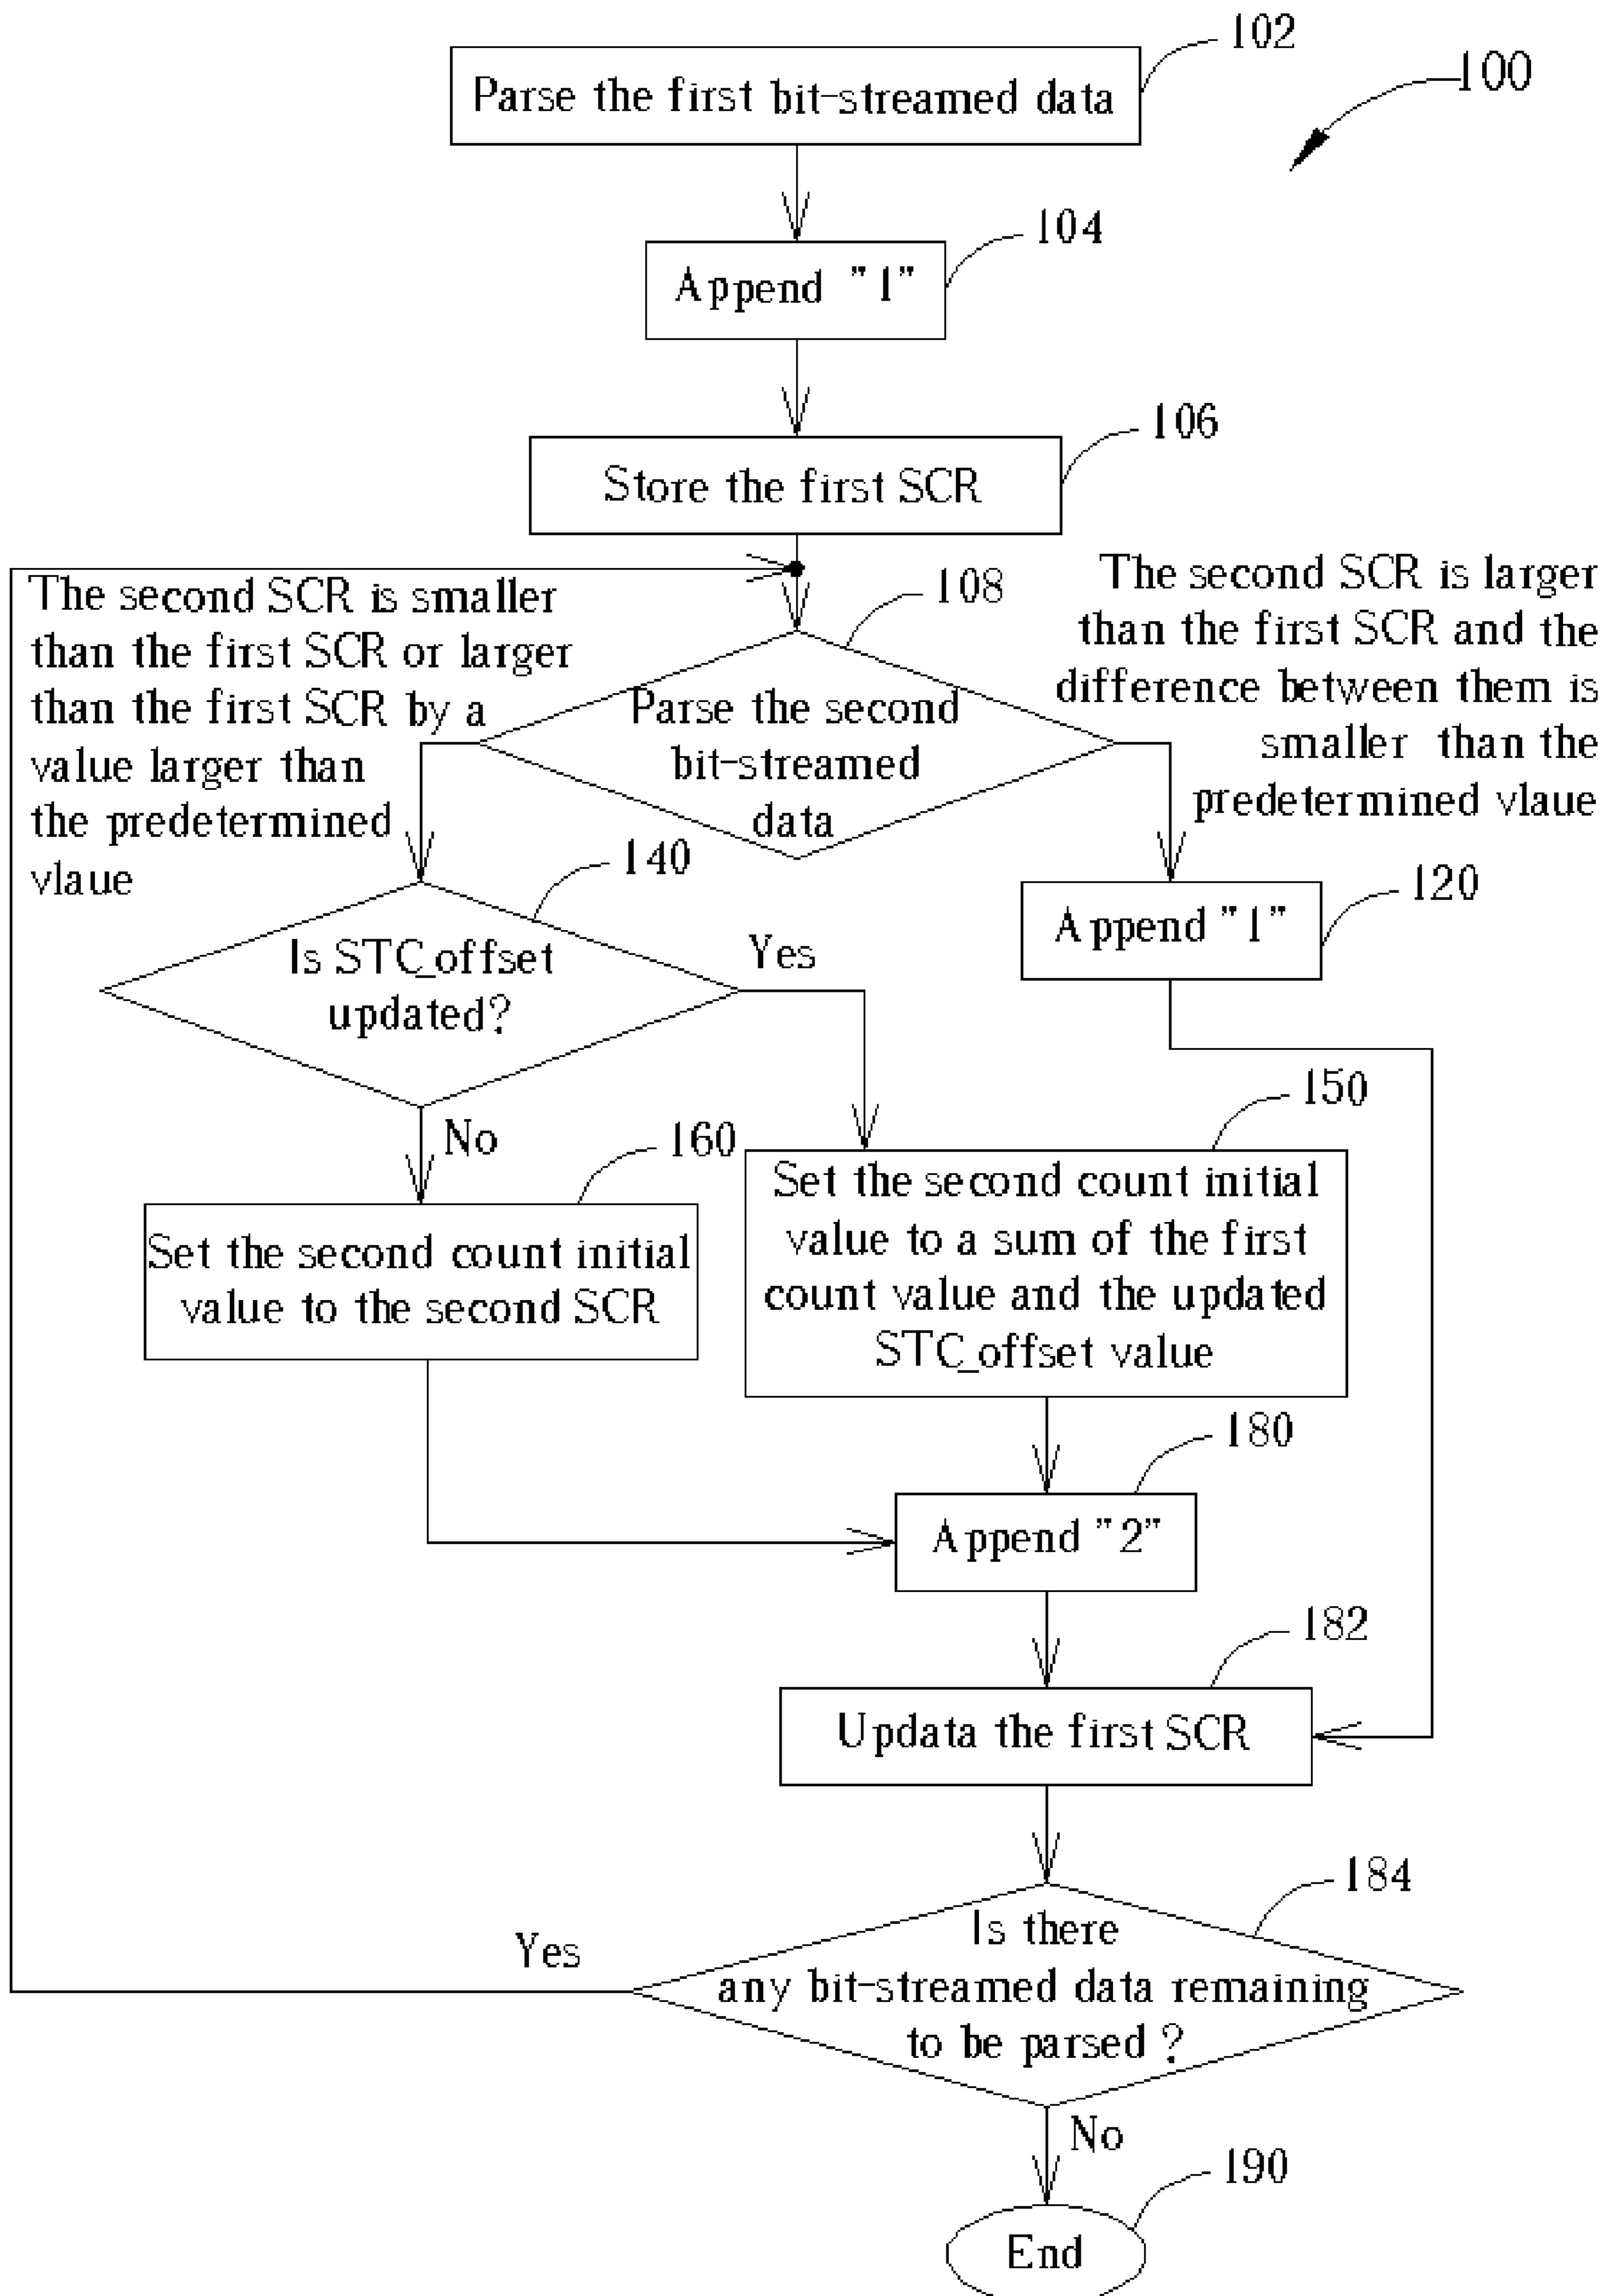 102
100
Parse the first bit-streamed data
104
Append "1"
106
Store the first SCR
The second SCR is smaller
than the first SCR or larger
than the first SCR by a
value larger than
the predetermined
vlaue
108
The second SCR is larger
than the first SCR and the
difference between them is
smaller than the
predetermined vlaue
Parse the second
bit-streamed
data
140
Is STC_offset
updated?
Yes
No
120
Append "1"
160
Set the second count initial
value to the second SCR
150
Set the second count initial
value to a sum of the first
count value and the updated
STC_offset value
180
Append "2"
182
Updata the first SCR
184
Is there
any bit-streamed data remaining
to be parsed ?
Yes
No
190
End